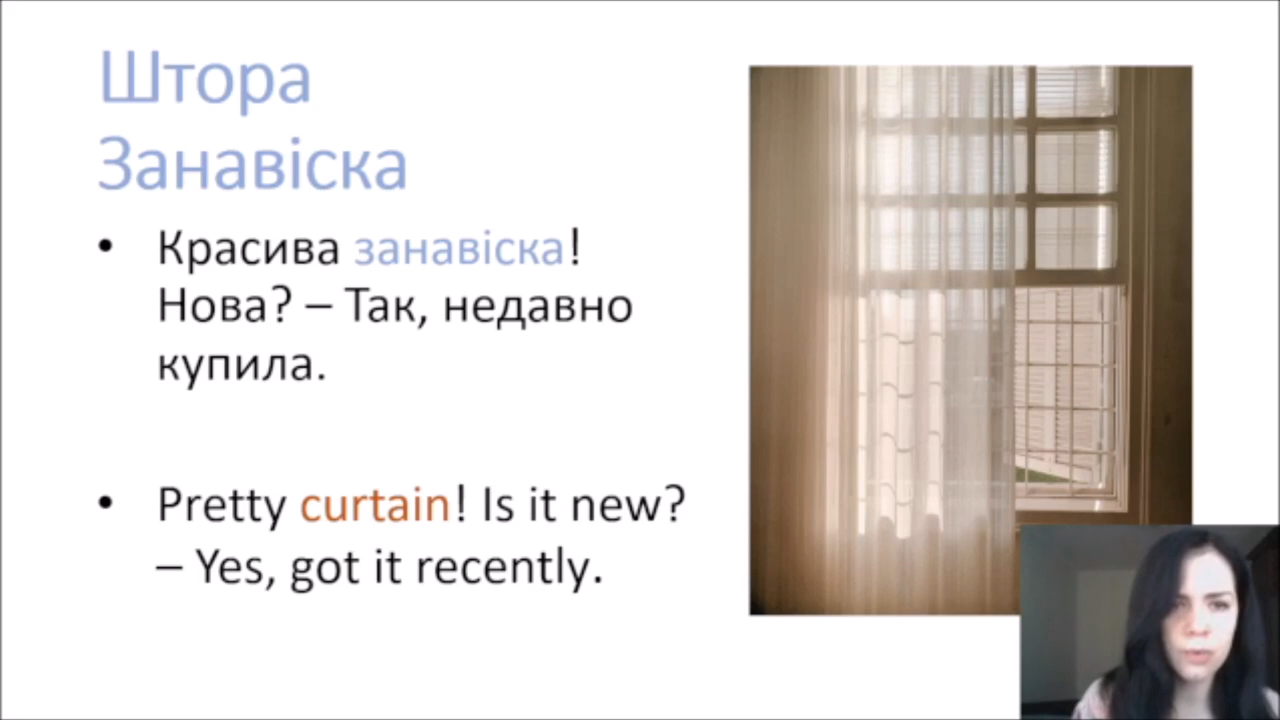 Штора
Занавіска
• Красива занавіска!
Нова? – Так, недавно
купила.
• Pretty curtain! Is it new?
– Yes, got it recently.